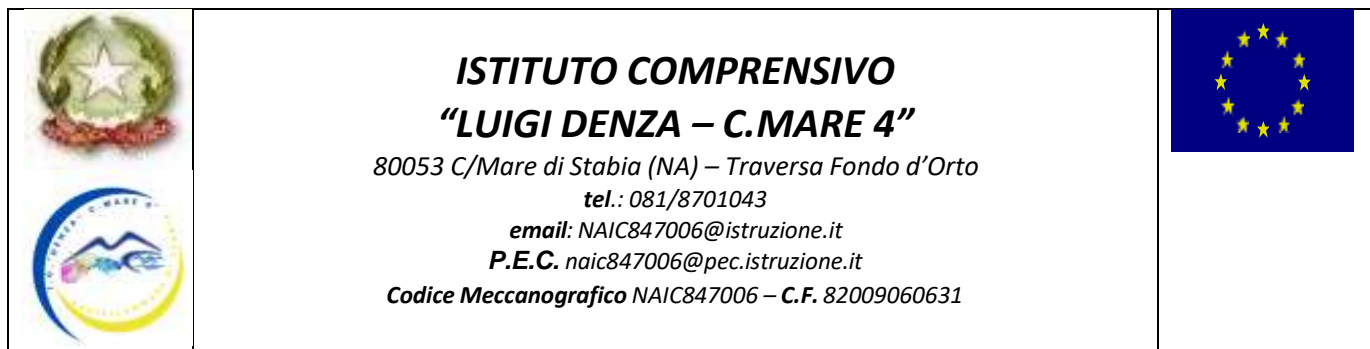 ISTITUTO COMPRENSIVO
“LUIGI DENZA – C.MARE 4”
80053 C/Mare di Stabia (NA) – Traversa Fondo d’Orto
tel.: 081/8701043
email: NAIC847006@istruzione.it
P.E.C. naic847006@pec.istruzione.it
Codice Meccanografico NAIC847006 – C.F. 82009060631